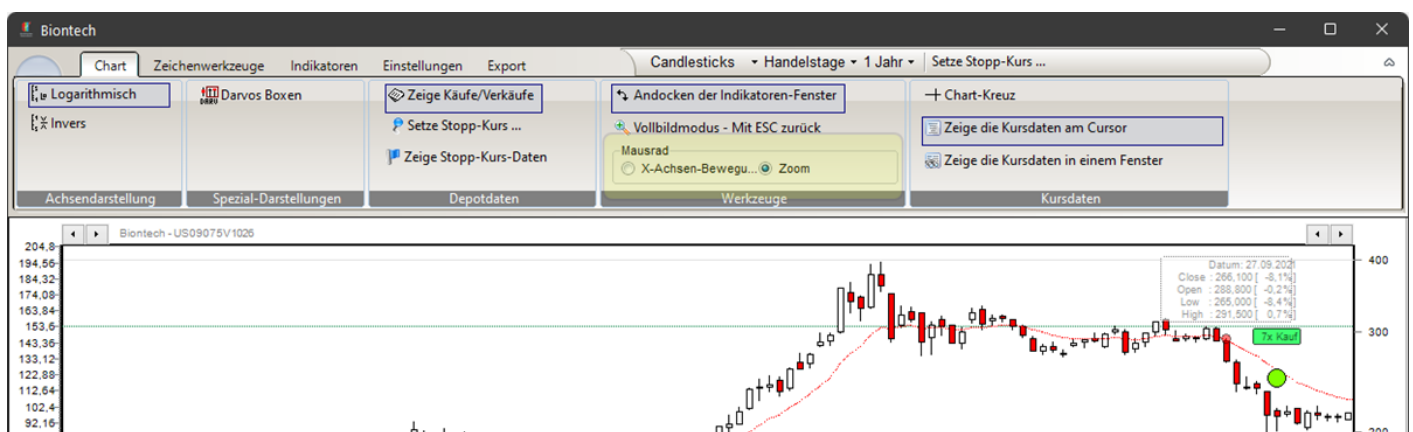 Biontech
Chart Zeichenwerkzeuge Indikatoren Einstellungen Export Candlesticks Handelstage 1 Jahr Setze Stopp-Kurs ...
Logarithmisch Darvos Boxen Zeige Käufe/Verkäufe Andocken der Indikatoren-Fenster Chart-Kreuz
Invers Setze Stopp-Kurs ... Vollbildmodus - Mit ESC zurück Zeige die Kursdaten am Cursor
Mausrad
Zeige Stopp-Kurs-Daten X-Achsen-Bewegu... Zoom Zeige die Kursdaten in einem Fenster
Achsendarstellung Spezial-Darstellungen Depotdaten Werkzeuge Kursdaten
Biontech - US09075V1026
204,8
194,56 400
184,32
174,08
163,84
153,6 300
143,36
133,12
122,88
112,64
102,4
92,16 200
Datum: 27.09.2021
Close : 266,100 [ -8,1%]
Open : 288,800 [ -0,2%]
Low : 265,000 [ -8,4%]
High : 291,500 [ 0,7%]
7x Kauf